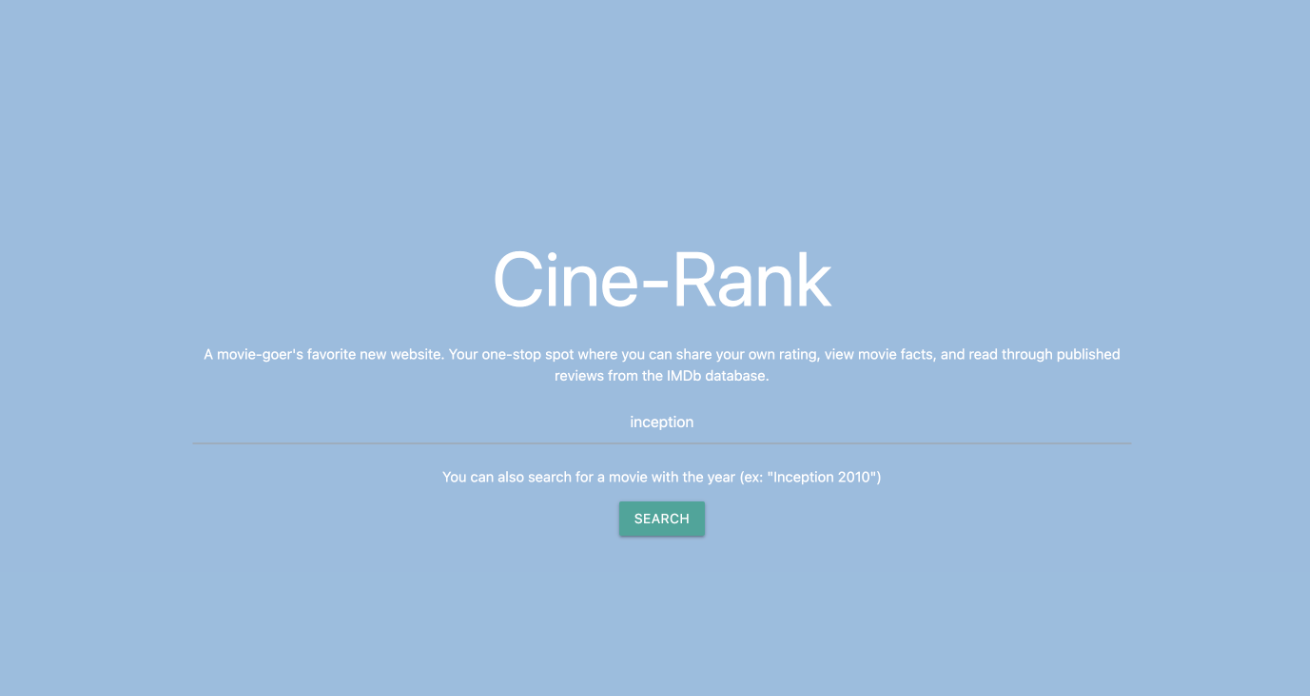 Cine-Rank
A movie-goer's favorite new website. Your one-stop spot where you can share your own rating, view movie facts, and read through published
reviews from the IMDb database.
inception
You can also search for a movie with the year (ex: "Inception 2010")
SEARCH